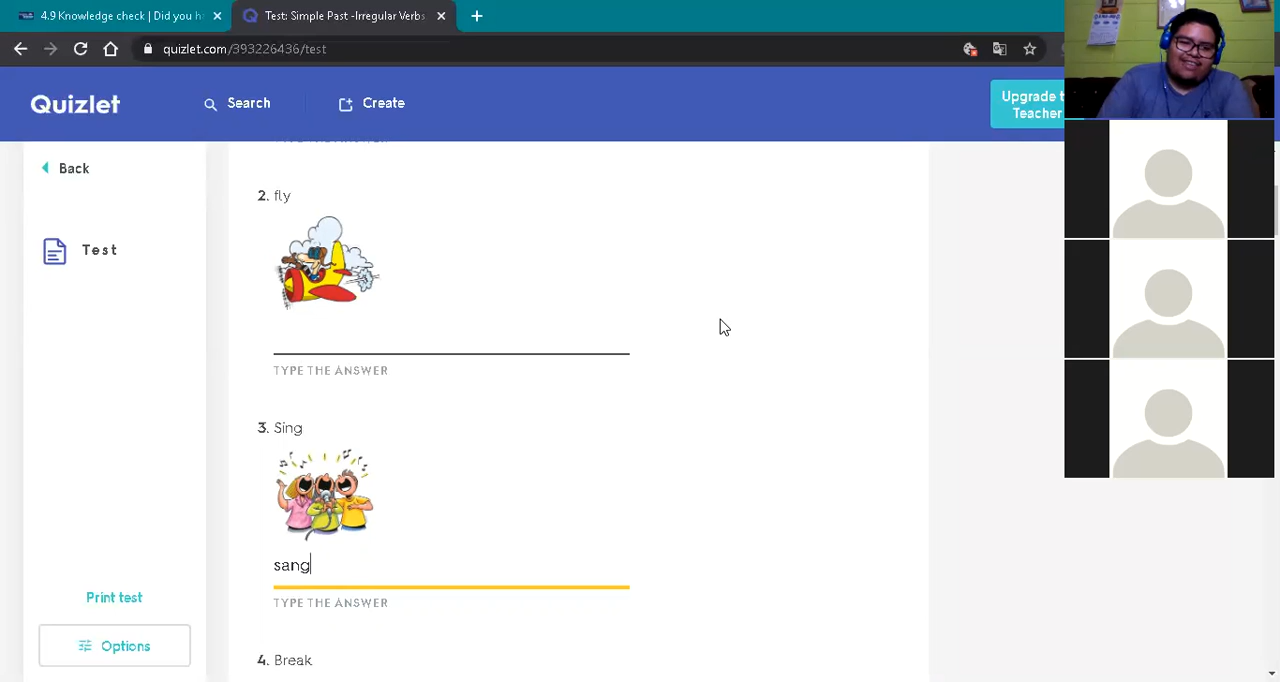 4.9 Knowledge check | Did you h
Test: Simple Past -Irregular Verbs
quizlet.com/393226436/test
Quizlet
Search
Create
Upgrade t
Teacher
Back
Test
2. fly
TYPE THE ANSWER
3. Sing
sang
TYPE THE ANSWER
4. Break
Print test
Options